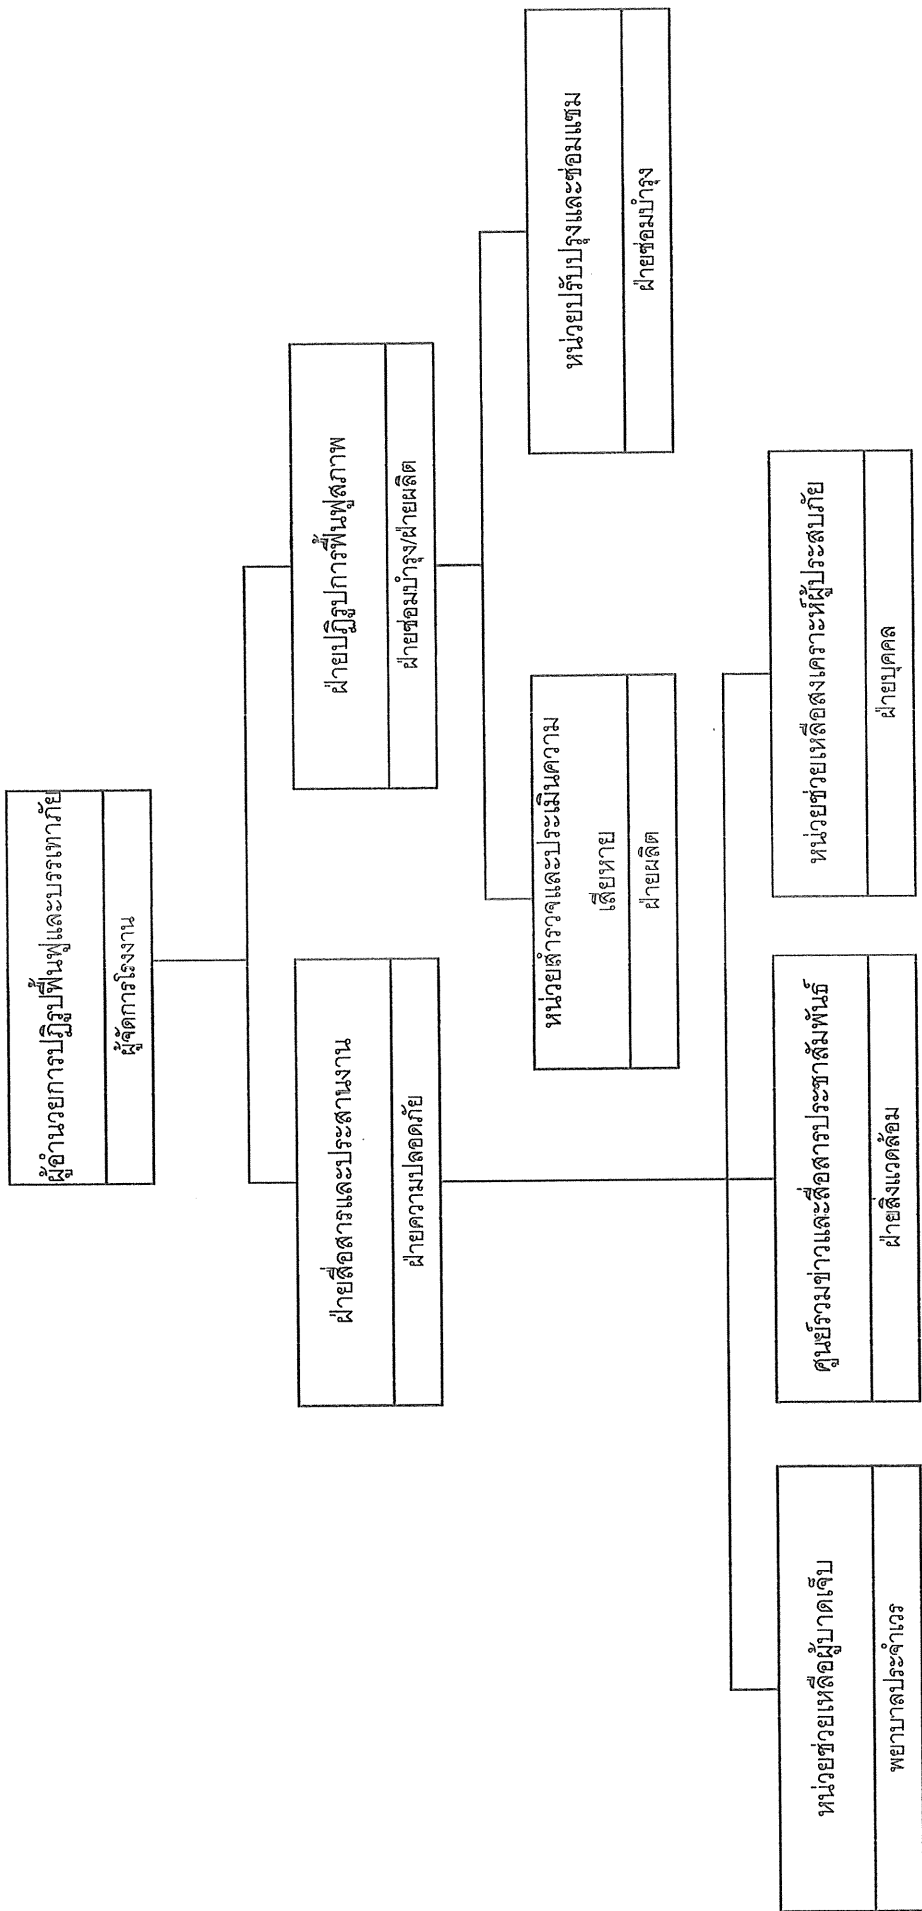 ผู้อำนวยการปฏิรูปฟื้นฟูและบรรเทาภัย
ผู้จัดการโรงงาน
ฝ่ายสื่อสารและประสานงาน
ฝ่ายความปลอดภัย
ฝ่ายปฏิรูปการฟื้นฟูสภาพ
ฝ่ายซ่อมบำรุง/ฝ่ายผลิต
หน่วยสำรวจและประเมินความ
เสียหาย
ฝ่ายผลิต
หน่วยปรับปรุงและซ่อมแซม
ฝ่ายซ่อมบำรุง
หน่วยช่วยเหลือผู้บาดเจ็บ
พยาบาลประจำเวร
ศูนย์รวมข่าวและสื่อสารประชาสัมพันธ์
ฝ่ายสิ่งแวดล้อม
หน่วยช่วยเหลือสงเคราะห์ผู้ประสบภัย
ฝ่ายบุคคล